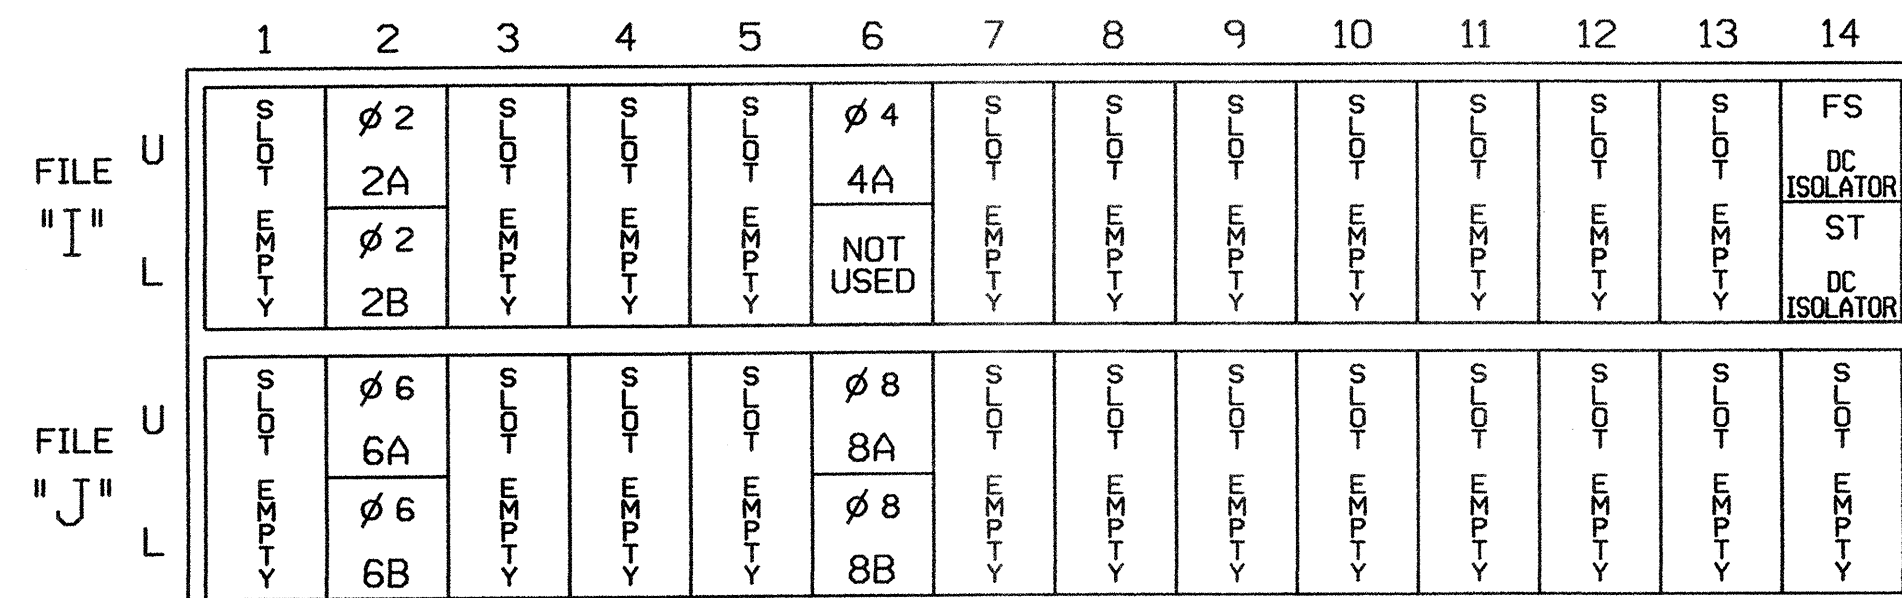 1 2 3 4 5 6 7 8 9 10 11 12 13 14
FILE "I"
U
L
SLOT EMPTY
Ø 2
2A
Ø 2
2B
SLOT EMPTY
SLOT EMPTY
SLOT EMPTY
Ø 4
4A
NOT
USED
SLOT EMPTY
SLOT EMPTY
SLOT EMPTY
SLOT EMPTY
SLOT EMPTY
SLOT EMPTY
SLOT EMPTY
FS
DC
ISOLATOR
ST
DC
ISOLATOR
FILE "J"
U
L
SLOT EMPTY
Ø 6
6A
Ø 6
6B
SLOT EMPTY
SLOT EMPTY
SLOT EMPTY
Ø 8
8A
Ø 8
8B
SLOT EMPTY
SLOT EMPTY
SLOT EMPTY
SLOT EMPTY
SLOT EMPTY
SLOT EMPTY
SLOT EMPTY
SLOT EMPTY